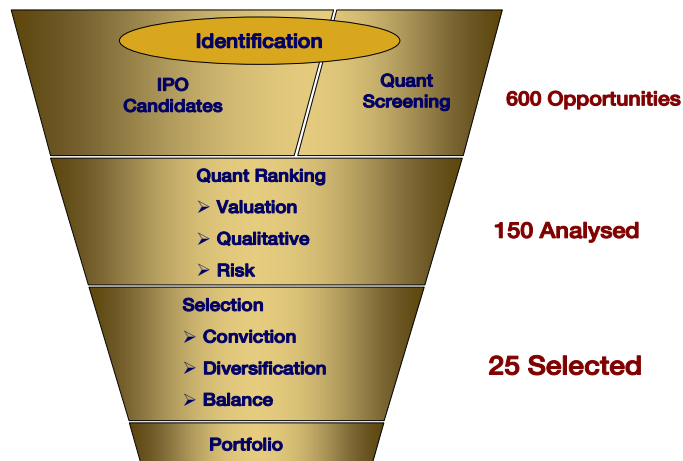 Identification
IPO
Candidates
Quant
Screening
600 Opportunities
Quant Ranking
➢ Valuation
➢ Qualitative
➢ Risk
150 Analysed
Selection
➢ Conviction
➢ Diversification
➢ Balance
25 Selected
Portfolio